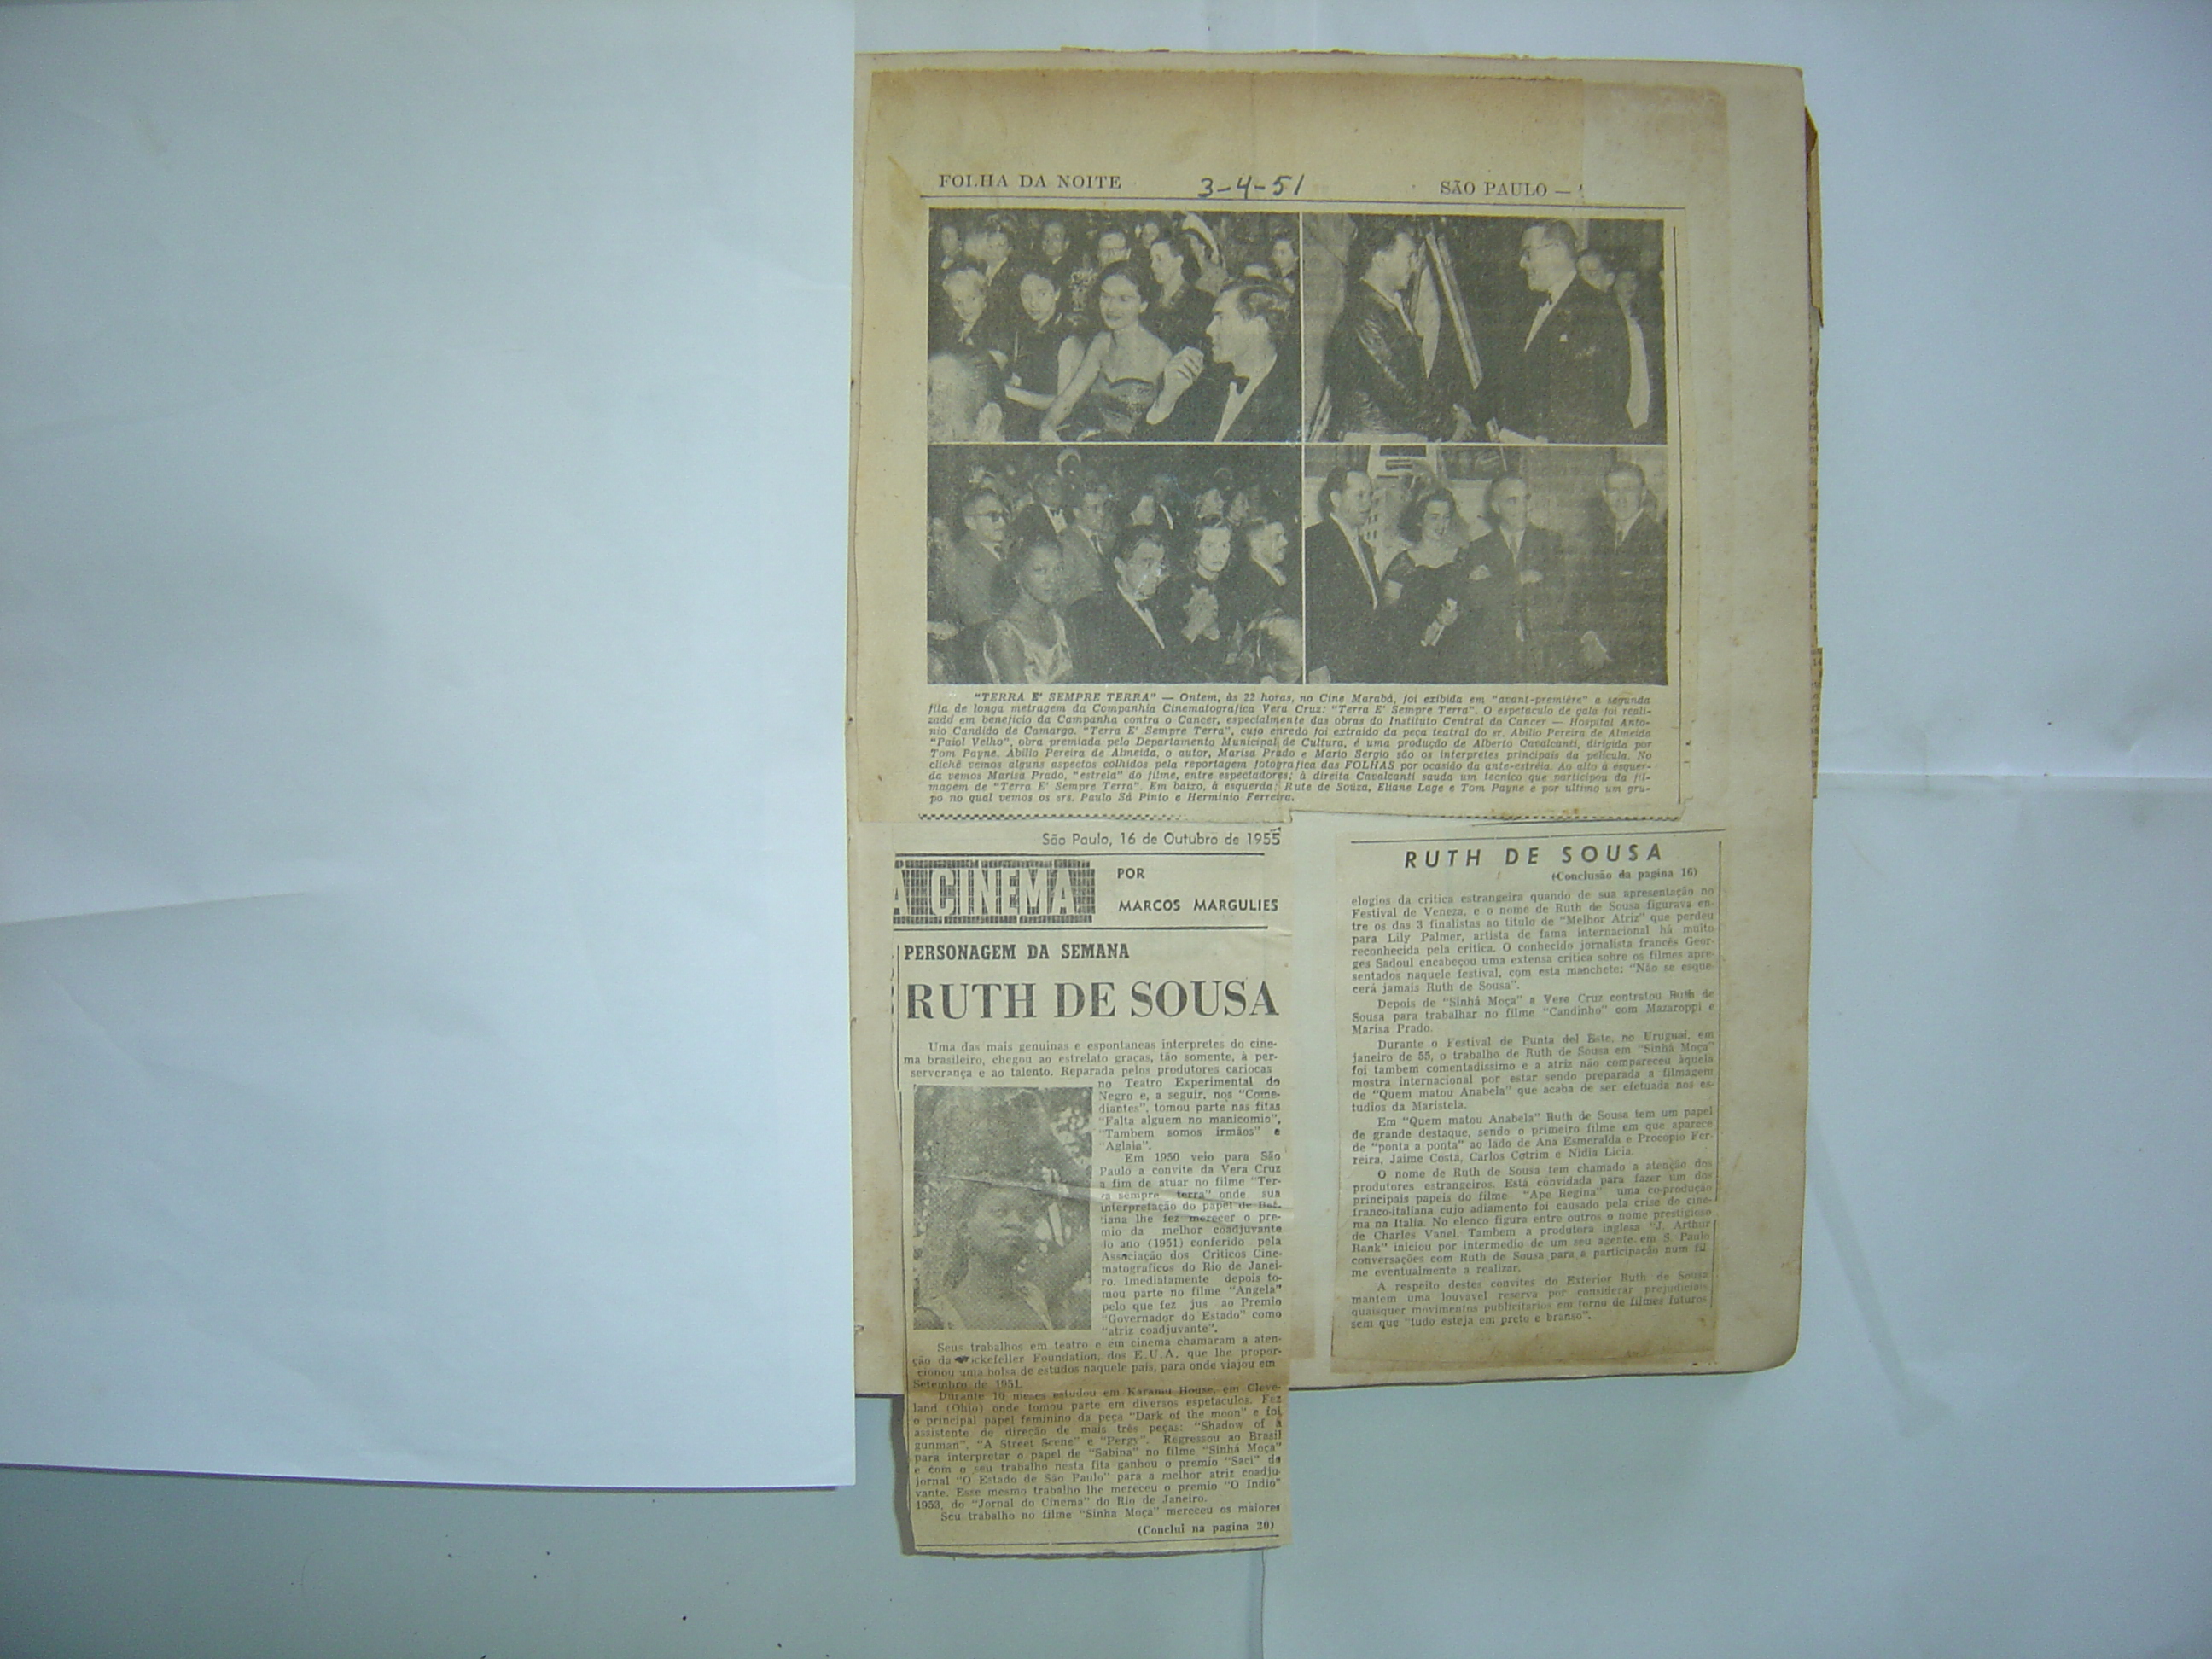 FOLHA DA NOITE 3-4-51 SÃO PAULO —
"TERRA E' SEMPRE TERRA" — Ontem, às 22 horas, no Cine Marabá, foi exibida em "avant-première" a segunda
fita de longa metragem da Companhia Cinematografica Vera Cruz: "Terra E' Sempre Terra". O espetaculo de gala foi reali-
zado em beneficio da Campanha contra o Cancer, especialmente das obras do Instituto Central do Cancer — Hospital Anto-
nio Candido de Camargo. "Terra E' Sempre Terra", cujo enredo foi extraido da peça teatral do sr. Abilio Pereira de Almeida
"Paiol Velho", obra premiada pelo Departamento Municipal de Cultura, é uma produção de Alberto Cavalcanti, dirigida por
Tom Payne. Abilio Pereira de Almeida, o autor, Marisa Prado e Mario Sergio são os interpretes principais da pelicula. No
clichê vemos alguns aspectos colhidos pela reportagem fotografica das FOLHAS por ocasião da ante-estréia. Ao alto à esquer-
da vemos Marisa Prado, "estrela" do filme, entre espectadores; à direita Cavalcanti sauda um tecnico que participou da fil-
magem de "Terra E' Sempre Terra". Em baixo, à esquerda: Rute de Souza, Eliane Lage e Tom Payne e por ultimo um gru-
po no qual vemos os srs. Paulo Sá Pinto e Herminio Ferreira.
São Paulo, 16 de Outubro de 1955
A CINEMA
POR
MARCOS MARGULIES
PERSONAGEM DA SEMANA
RUTH DE SOUSA
Uma das mais genuinas e espontaneas interpretes do cine-
ma brasileiro, chegou ao estrelato graças, tão somente, à per-
serverança e ao talento. Reparada pelos produtores cariocas
no Teatro Experimental do
Negro e, a seguir, nos "Come-
diantes", tomou parte nas fitas
"Falta alguem no manicomio",
"Tambem somos irmãos" e
"Aglaia".
Em 1950 veio para São
Paulo a convite da Vera Cruz
a fim de atuar no filme "Ter-
ra sempre terra" onde sua
interpretação do papel de Bas-
tiana lhe fez merecer o pre-
mio da melhor coadjuvante
do ano (1951) conferido pela
Associação dos Criticos Cine-
matograficos do Rio de Janei-
ro. Imediatamente depois to-
mou parte no filme "Angela"
pelo que fez jus ao Premio
"Governador do Estado" como
"atriz coadjuvante".
Seus trabalhos em teatro e em cinema chamaram a aten-
ção da ckefeller Foundation, dos E.U.A. que lhe propor-
cionou uma bolsa de estudos naquele pais, para onde viajou em
Setembro de 1951.
Durante 10 meses estudou em Karamu House, em Cleve-
land (Ohio) onde tomou parte em diversos espetaculos. Fez
o principal papel feminino da peça "Dark of the moon" e foi
assistente de direção de mais três peças: "Shadow of a
gunman", "A Street Scene" e "Pergy". Regressou ao Brasil
para interpretar o papel de "Sabina" no filme "Sinhá Moça"
e com o seu trabalho nesta fita ganhou o premio "Saci" do
jornal "O Estado de São Paulo" para a melhor atriz coadju-
vante. Esse mesmo trabalho lhe mereceu o premio "O Indio"
1953, do "Jornal do Cinema" do Rio de Janeiro.
Seu trabalho no filme "Sinha Moça" mereceu os maiores
(Conclui na pagina 20)
RUTH DE SOUSA
(Conclusão da pagina 16)
elogios da critica estrangeira quando de sua apresentação no
Festival de Veneza, e o nome de Ruth de Sousa figurava en-
tre os das 3 finalistas ao titulo de "Melhor Atriz" que perdeu
para Lily Palmer, artista de fama internacional há muito
reconhecida pela critica. O conhecido jornalista francês Geor-
ges Sadoul encabeçou uma extensa critica sobre os filmes apre-
sentados naquele festival, com esta manchete: "Não se esque-
cerá jamais Ruth de Sousa".
Depois de "Sinhá Moça" a Vera Cruz contratou Ruth de
Sousa para trabalhar no filme "Candinho" com Mazaroppi e
Marisa Prado.
Durante o Festival de Punta del Este, no Uruguai, em
janeiro de 55, o trabalho de Ruth de Sousa em "Sinhá Moça"
foi tambem comentadissimo e a atriz não compareceu àquela
mostra internacional por estar sendo preparada a filmagem
de "Quem matou Anabela" que acaba de ser efetuada nos es-
tudios da Maristela.
Em "Quem matou Anabela" Ruth de Sousa tem um papel
de grande destaque, sendo o primeiro filme em que aparece
de "ponta a ponta" ao lado de Ana Esmeralda e Procopio Fer-
reira, Jaime Costa, Carlos Cotrim e Nidia Licia.
O nome de Ruth de Sousa tem chamado a atenção dos
produtores estrangeiros. Está convidada para fazer um dos
principais papeis do filme "Ape Regina" uma co-produção
franco-italiana cujo adiamento foi causado pela crise do cine-
ma na Italia. No elenco figura entre outros o nome prestigioso
de Charles Vanel. Tambem a produtora inglesa "J. Arthur
Rank" iniciou por intermedio de um seu agente em S. Paulo
conversações com Ruth de Sousa para a participação num fil
me eventualmente a realizar.
A respeito destes convites do Exterior Ruth de Sousa
mantem uma louvavel reserva por considerar prejudiciais
quaisquer movimentos publicitarios em torno de filmes futuros
sem que "tudo esteja em preto e branso".